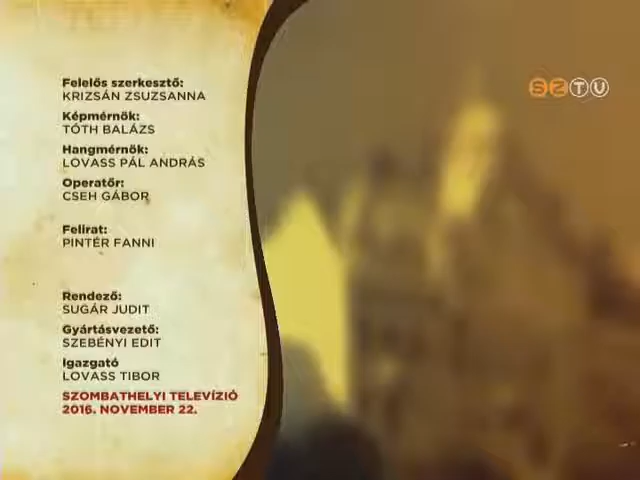 Felelős szerkesztő:
KRIZSÁN ZSUZSANNA
Képmérnök:
TÓTH BALÁZS
Hangmérnök:
LOVASS PÁL ANDRÁS
Operatőr:
CSEH GÁBOR
Felirat:
PINTÉR FANNI
Rendező:
SUGÁR JUDIT
Gyártásvezető:
SZEBÉNYI EDIT
Igazgató
LOVASS TIBOR
SZOMBATHELYI TELEVÍZIÓ
2016. NOVEMBER 22.
SZTV